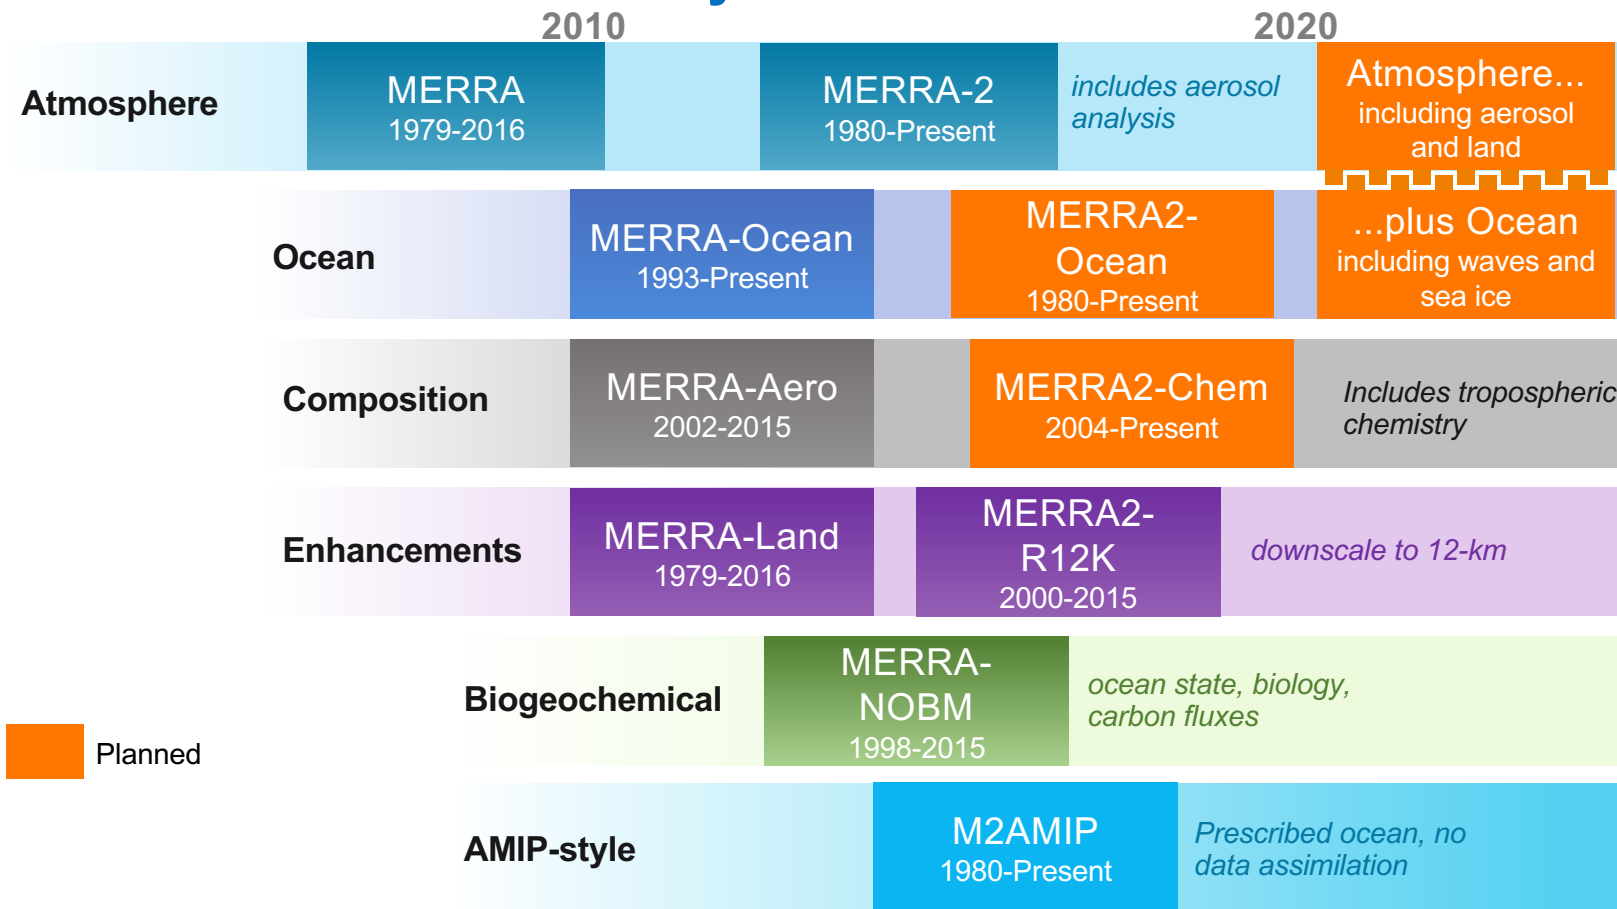 2010
2020
Atmosphere
MERRA
1979-2016
MERRA-2
1980-Present
includes aerosol
analysis
Atmosphere...
including aerosol
and land
Ocean
MERRA-Ocean
1993-Present
MERRA2-
Ocean
1980-Present
...plus Ocean
including waves and
sea ice
Composition
MERRA-Aero
2002-2015
MERRA2-Chem
2004-Present
Includes tropospheric
chemistry
Enhancements
MERRA-Land
1979-2016
MERRA2-
R12K
2000-2015
downscale to 12-km
Biogeochemical
MERRA-
NOBM
1998-2015
ocean state, biology,
carbon fluxes
Planned
AMIP-style
M2AMIP
1980-Present
Prescribed ocean, no
data assimilation